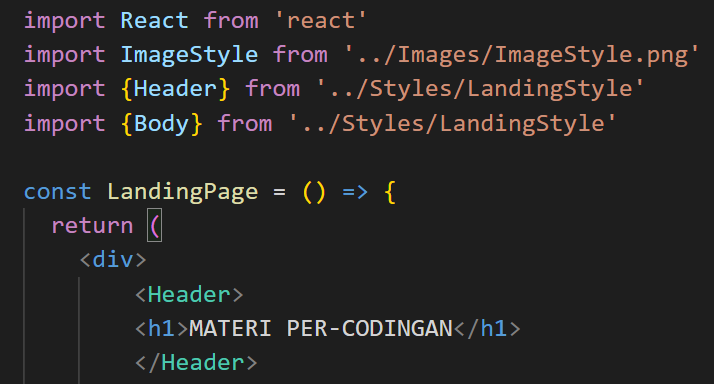 import React from 'react'
import ImageStyle from '../Images/ImageStyle.png'
import {Header} from '../Styles/LandingStyle'
import {Body} from '../Styles/LandingStyle'
const LandingPage = () => {
return (
<div>
<Header>
<h1>MATERI PER-CODINGAN</h1>
</Header>